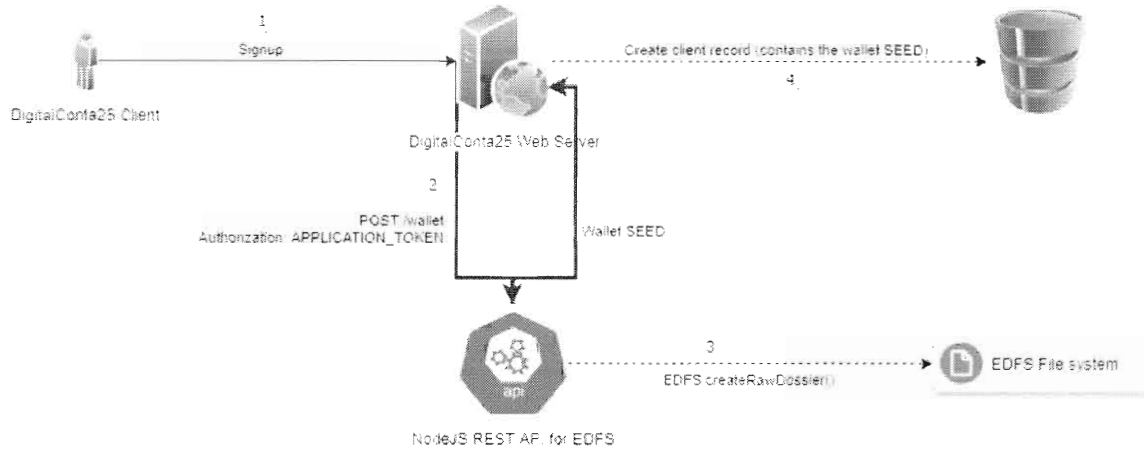 1
Signup
Create client record (contains the wallet SEED)
4
DigitalConta25 Client
DigitalConta25 Web Server
2
POST /wallet
Authorization: APPLICATION_TOKEN
Wallet SEED
3
EDFS.createRawDossier()
EDFS File system
api
NodeJS REST API for EDFS